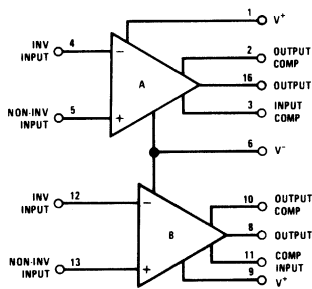 1 V+
INV INPUT 4 −
2 OUTPUT COMP
A
16 OUTPUT
NON-INV INPUT 5 +
3 INPUT COMP
6 V-
INV INPUT 12 −
10 OUTPUT COMP
B
8 OUTPUT
NON-INV INPUT 13 +
11 COMP INPUT
9 V+